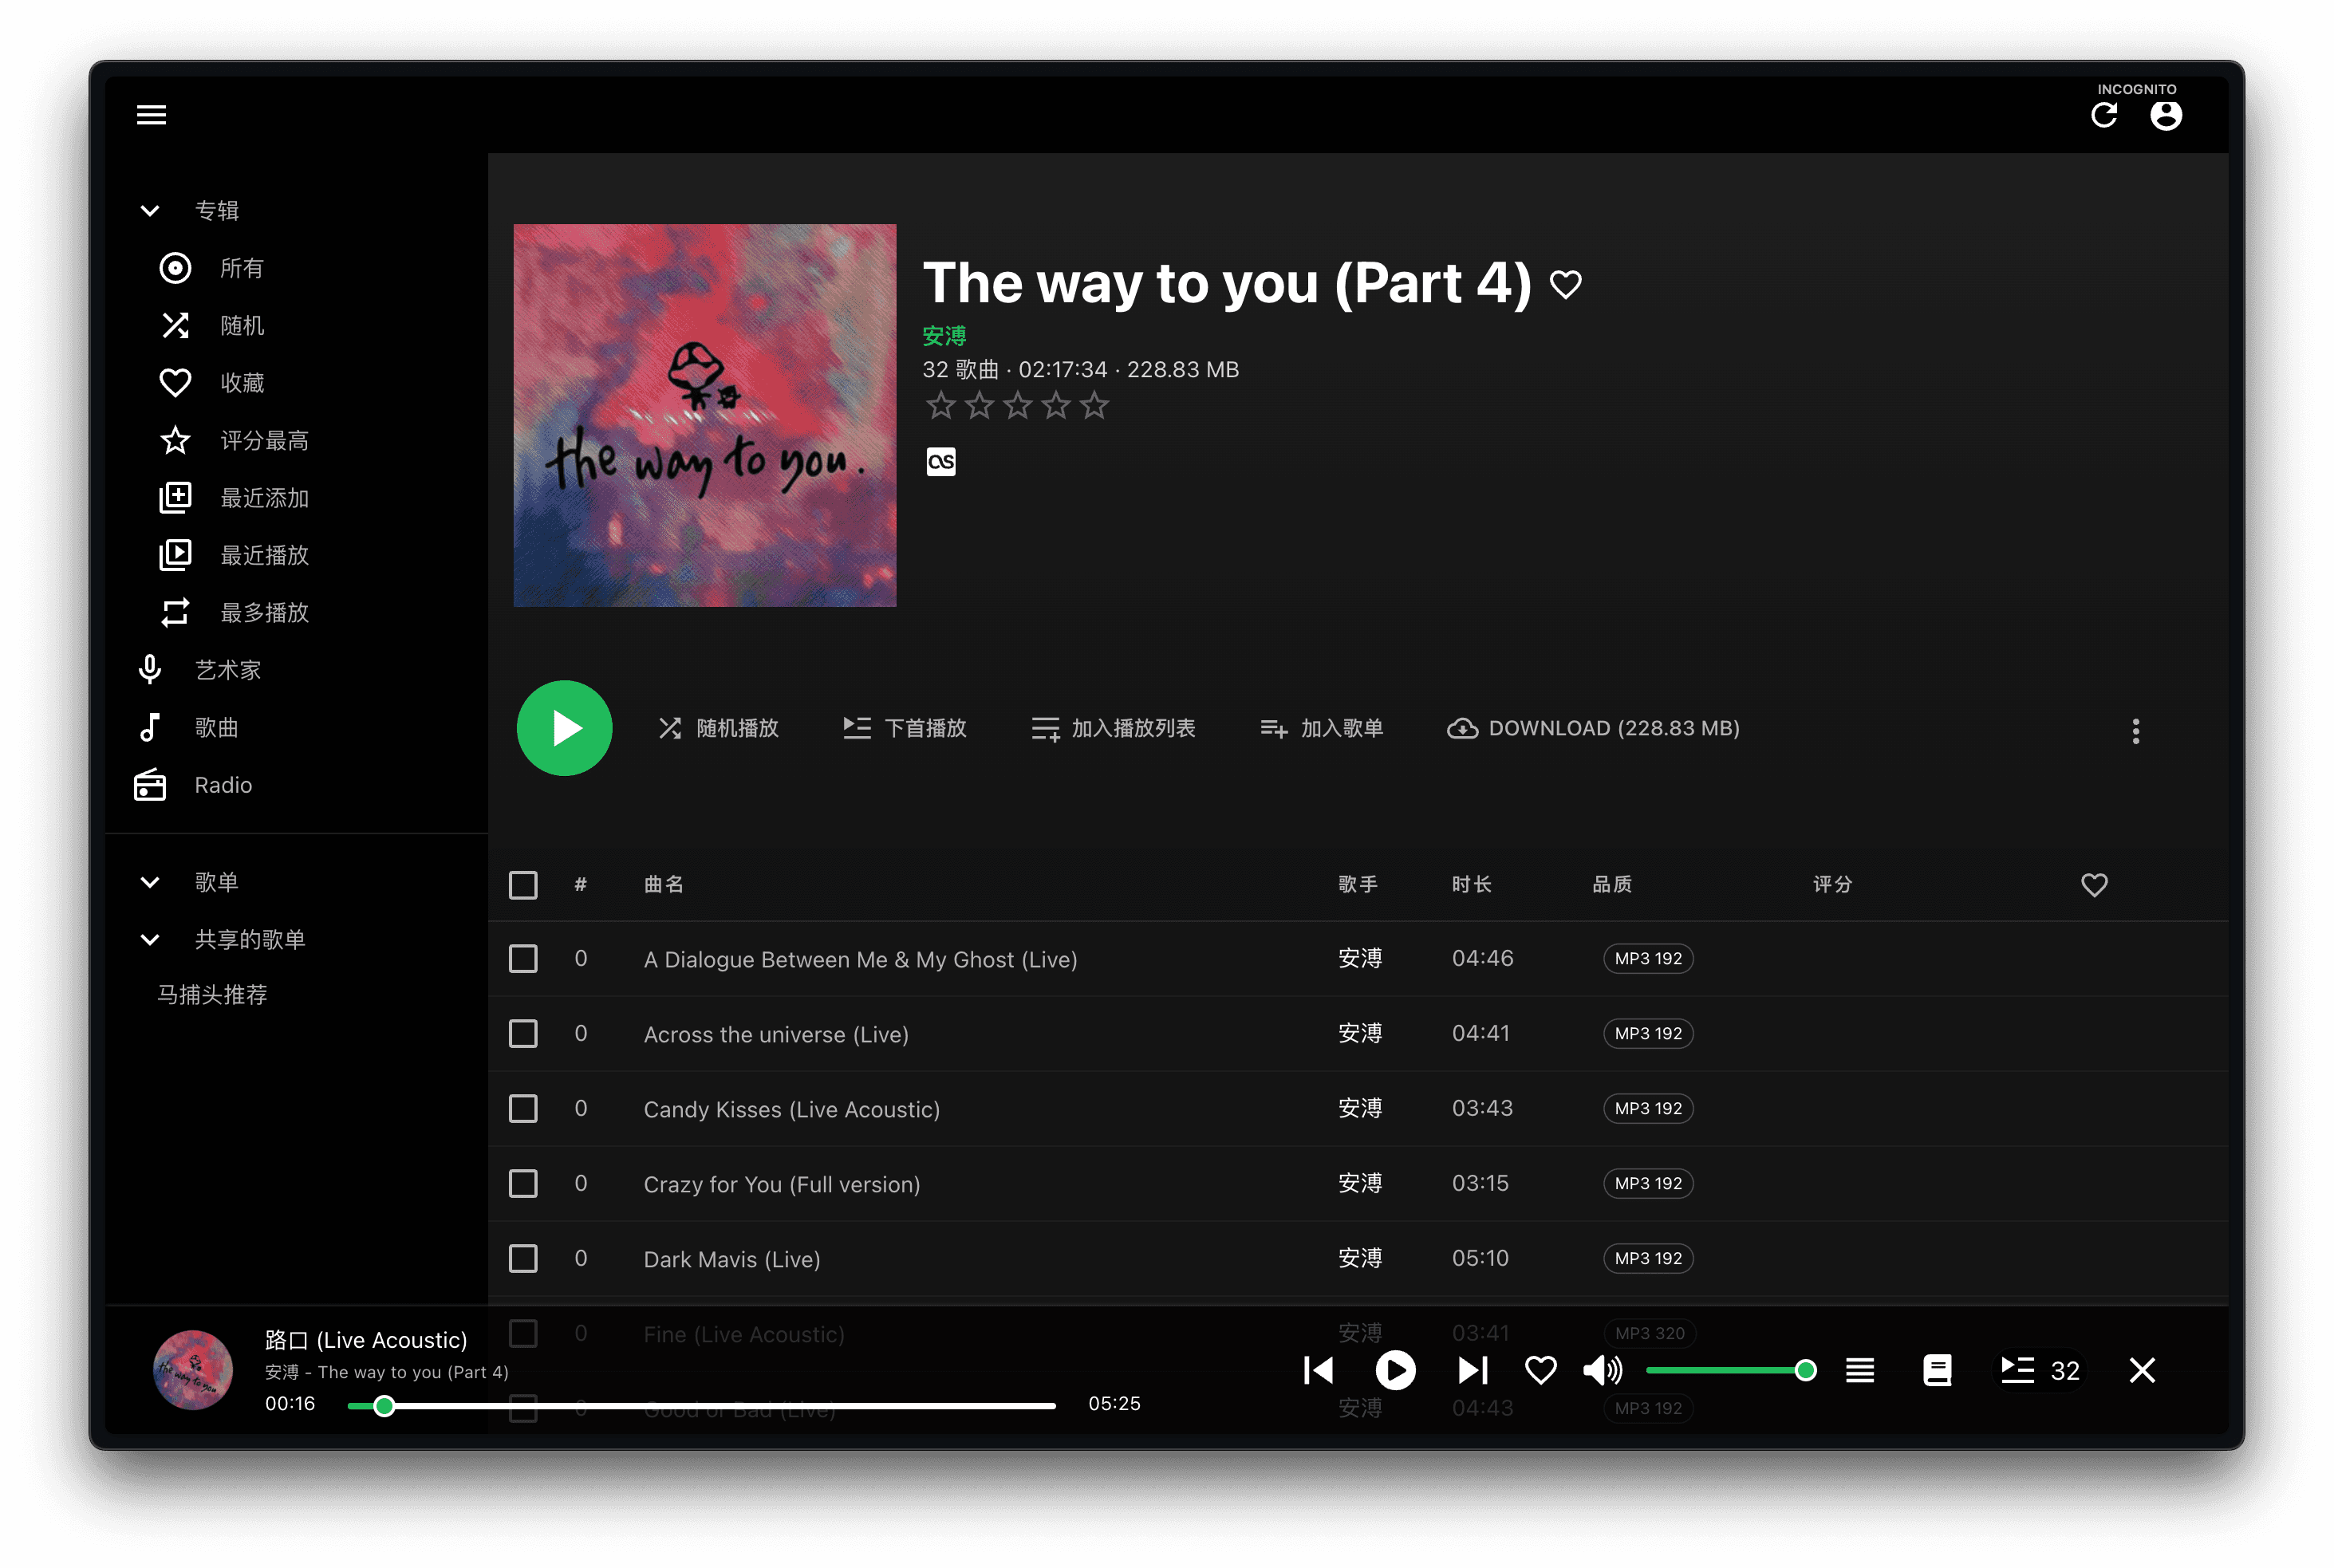 INCOGNITO
专辑
所有
随机
收藏
评分最高
最近添加
最近播放
最多播放
艺术家
歌曲
Radio
歌单
共享的歌单
马捕头推荐
the way to you.
The way to you (Part 4)
安溥
32 歌曲 · 02:17:34 · 228.83 MB
随机播放 下首播放 加入播放列表 加入歌单 DOWNLOAD (228.83 MB)
# 曲名 歌手 时长 品质 评分
0 A Dialogue Between Me & My Ghost (Live) 安溥 04:46 MP3 192
0 Across the universe (Live) 安溥 04:41 MP3 192
0 Candy Kisses (Live Acoustic) 安溥 03:43 MP3 192
0 Crazy for You (Full version) 安溥 03:15 MP3 192
0 Dark Mavis (Live) 安溥 05:10 MP3 192
0 Fine (Live Acoustic) 安溥 03:41 MP3 320
0 Good or Bad (Live) 安溥 04:43 MP3 192
the way to you.
路口 (Live Acoustic)
安溥 - The way to you (Part 4)
00:16 05:25
32